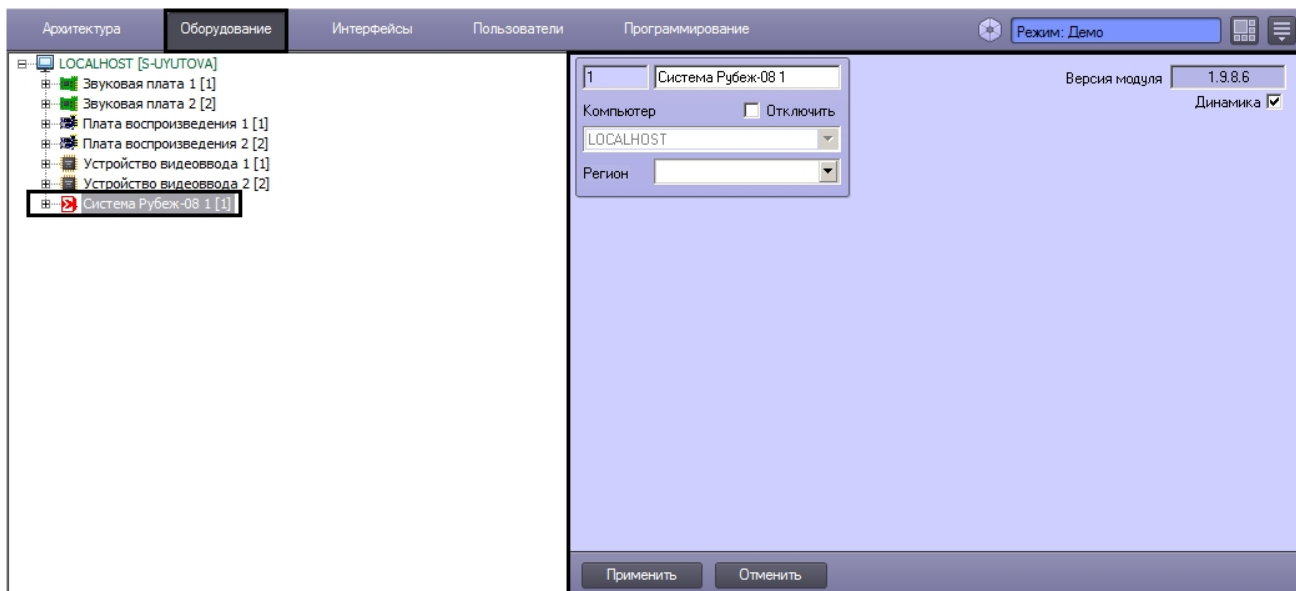 Архитектура Оборудование Интерфейсы Пользователи Программирование Режим: Демо
LOCALHOST [S-UYUTOVA]
Звуковая плата 1 [1]
Звуковая плата 2 [2]
Плата воспроизведения 1 [1]
Плата воспроизведения 2 [2]
Устройство видеоввода 1 [1]
Устройство видеоввода 2 [2]
Система Рубеж-08 1 [1]
1 Система Рубеж-08 1
Компьютер Отключить
LOCALHOST
Регион
Версия модуля 1.9.8.6
Динамика
Применить Отменить